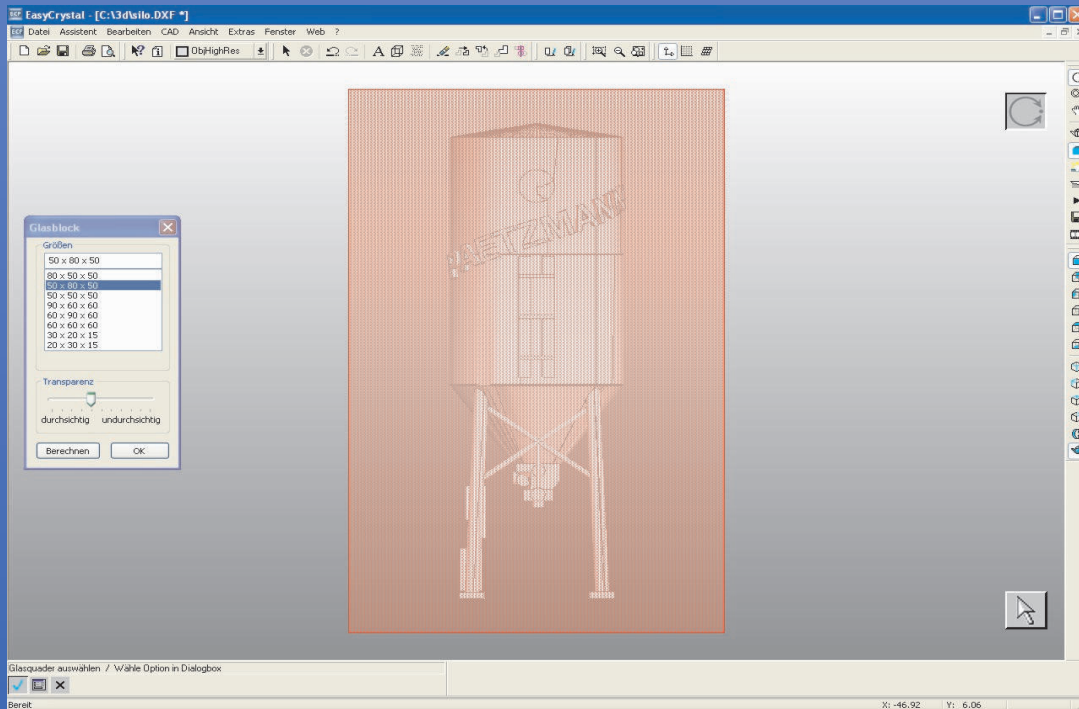 EasyCrystal - [C:\3d\silo.DXF *]
Datei Assistent Bearbeiten CAD Ansicht Extras Fenster Web ?
ObjHighRes
Glasblock
Größen
50 x 80 x 50
80 x 50 x 50
50 x 80 x 50
50 x 50 x 50
90 x 60 x 60
60 x 90 x 60
60 x 60 x 60
30 x 20 x 15
20 x 30 x 15
Transparenz
durchsichtig undurchsichtig
Berechnen OK
Glasquader auswählen / Wähle Option in Dialogbox
Bereit X: -46.92 Y: 6.06